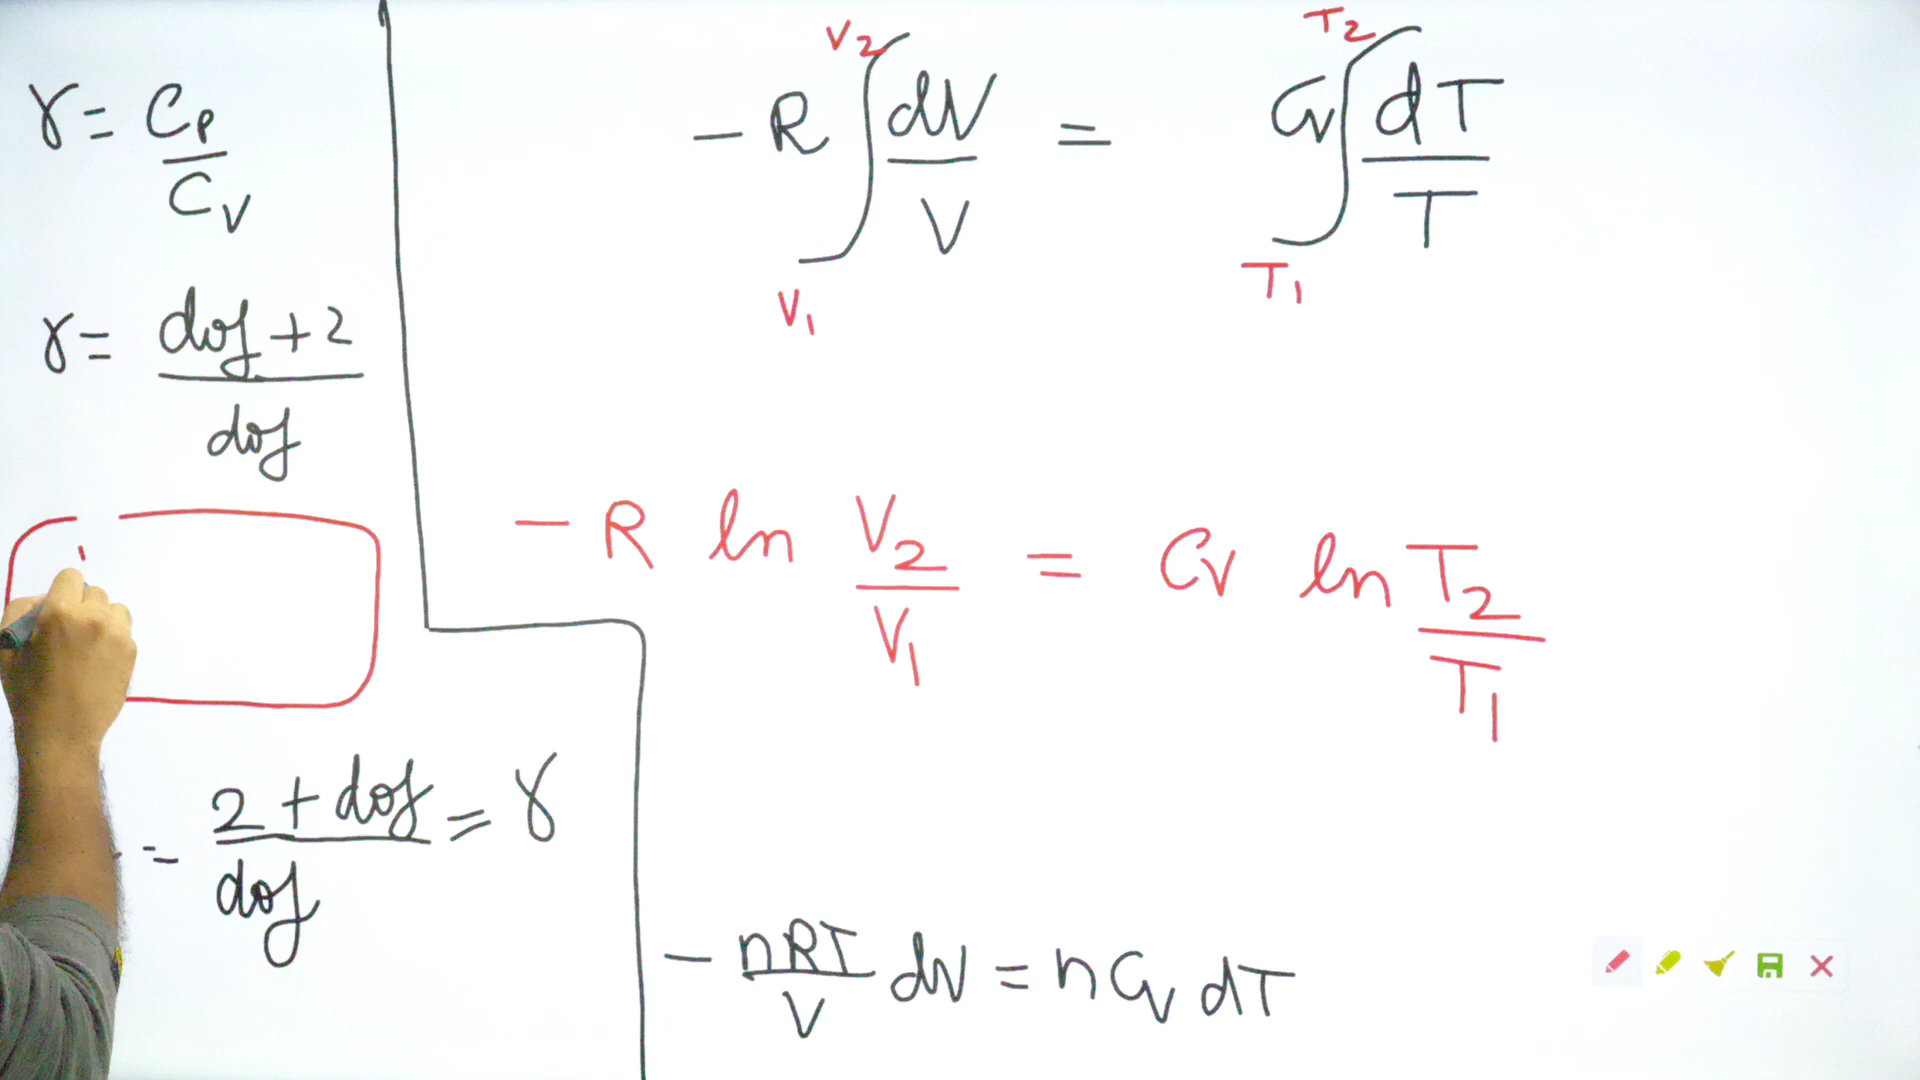 γ = Cp / Cv
γ = dof + 2 / dof
= 2 + dof / dof = γ
- R ∫ V1 V2 dV / V = Cv ∫ T1 T2 dT / T
- R ln V2 / V1 = Cv ln T2 / T1
- nRT / V dV = n Cv dT